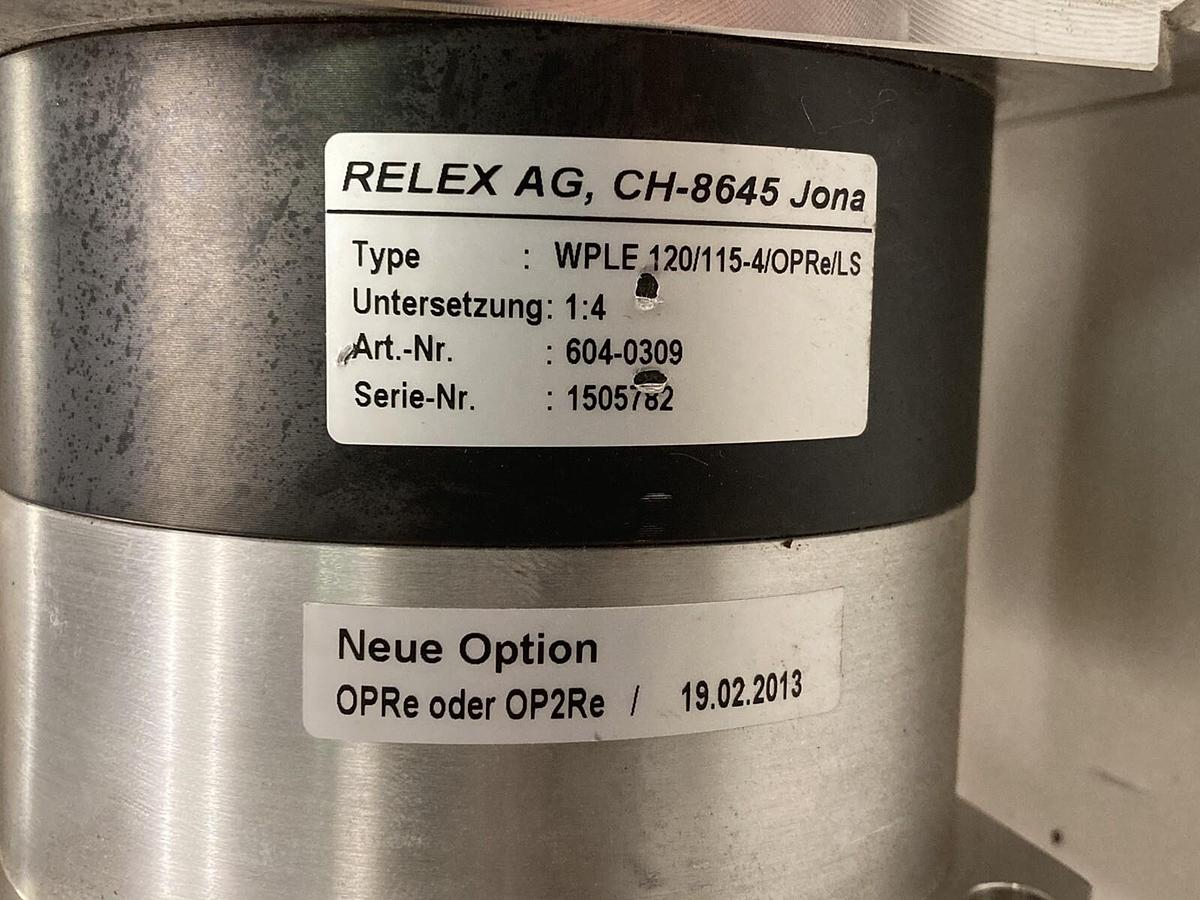 RELEX AG, CH-8645 Jona
Type : WPLE 120/115-4/OPRe/LS
Untersetzung: 1:4
Art.-Nr. : 604-0309
Serie-Nr. : 1505782
Neue Option
OPRe oder OP2Re / 19.02.2013